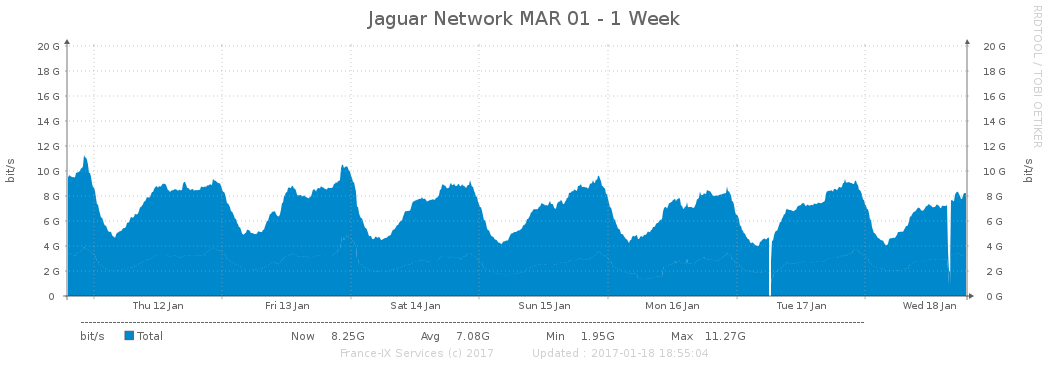 Jaguar Network MAR 01 - 1 Week
RRDTOOL / TOBI OETIKER
bit/s
bit/s
20 G 20 G
18 G 18 G
16 G 16 G
14 G 14 G
12 G 12 G
10 G 10 G
8 G 8 G
6 G 6 G
4 G 4 G
2 G 2 G
0 0 G
Thu 12 Jan Fri 13 Jan Sat 14 Jan Sun 15 Jan Mon 16 Jan Tue 17 Jan Wed 18 Jan
bit/s Total Now 8.25G Avg 7.08G Min 1.95G Max 11.27G
France-IX Services (c) 2017 Updated : 2017-01-18 18:55:04